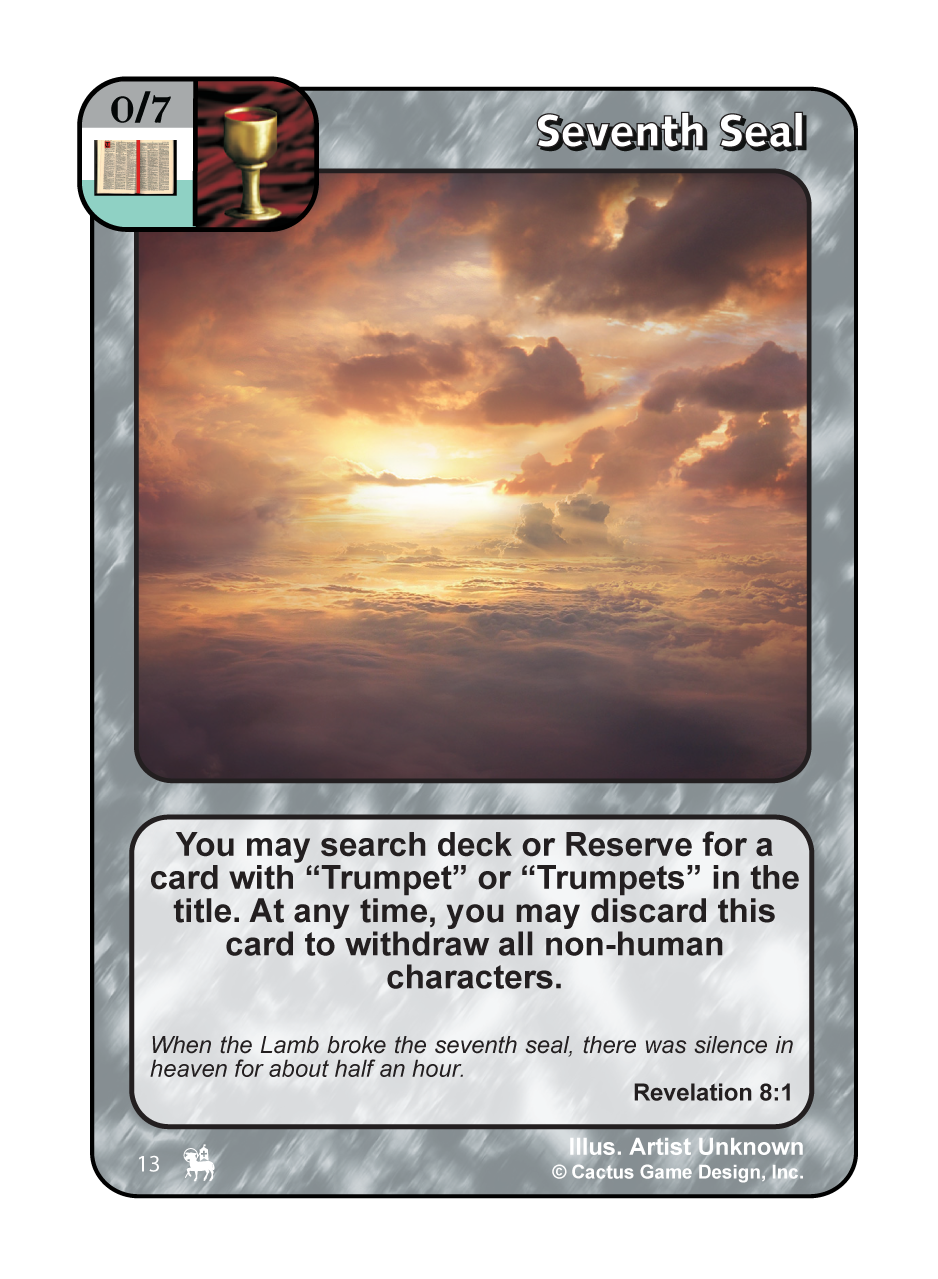 0/7
Seventh Seal
You may search deck or Reserve for a
card with “Trumpet” or “Trumpets” in the
title. At any time, you may discard this
card to withdraw all non-human
characters.
When the Lamb broke the seventh seal, there was silence in
heaven for about half an hour.
Revelation 8:1
Illus. Artist Unknown
13
© Cactus Game Design, Inc.